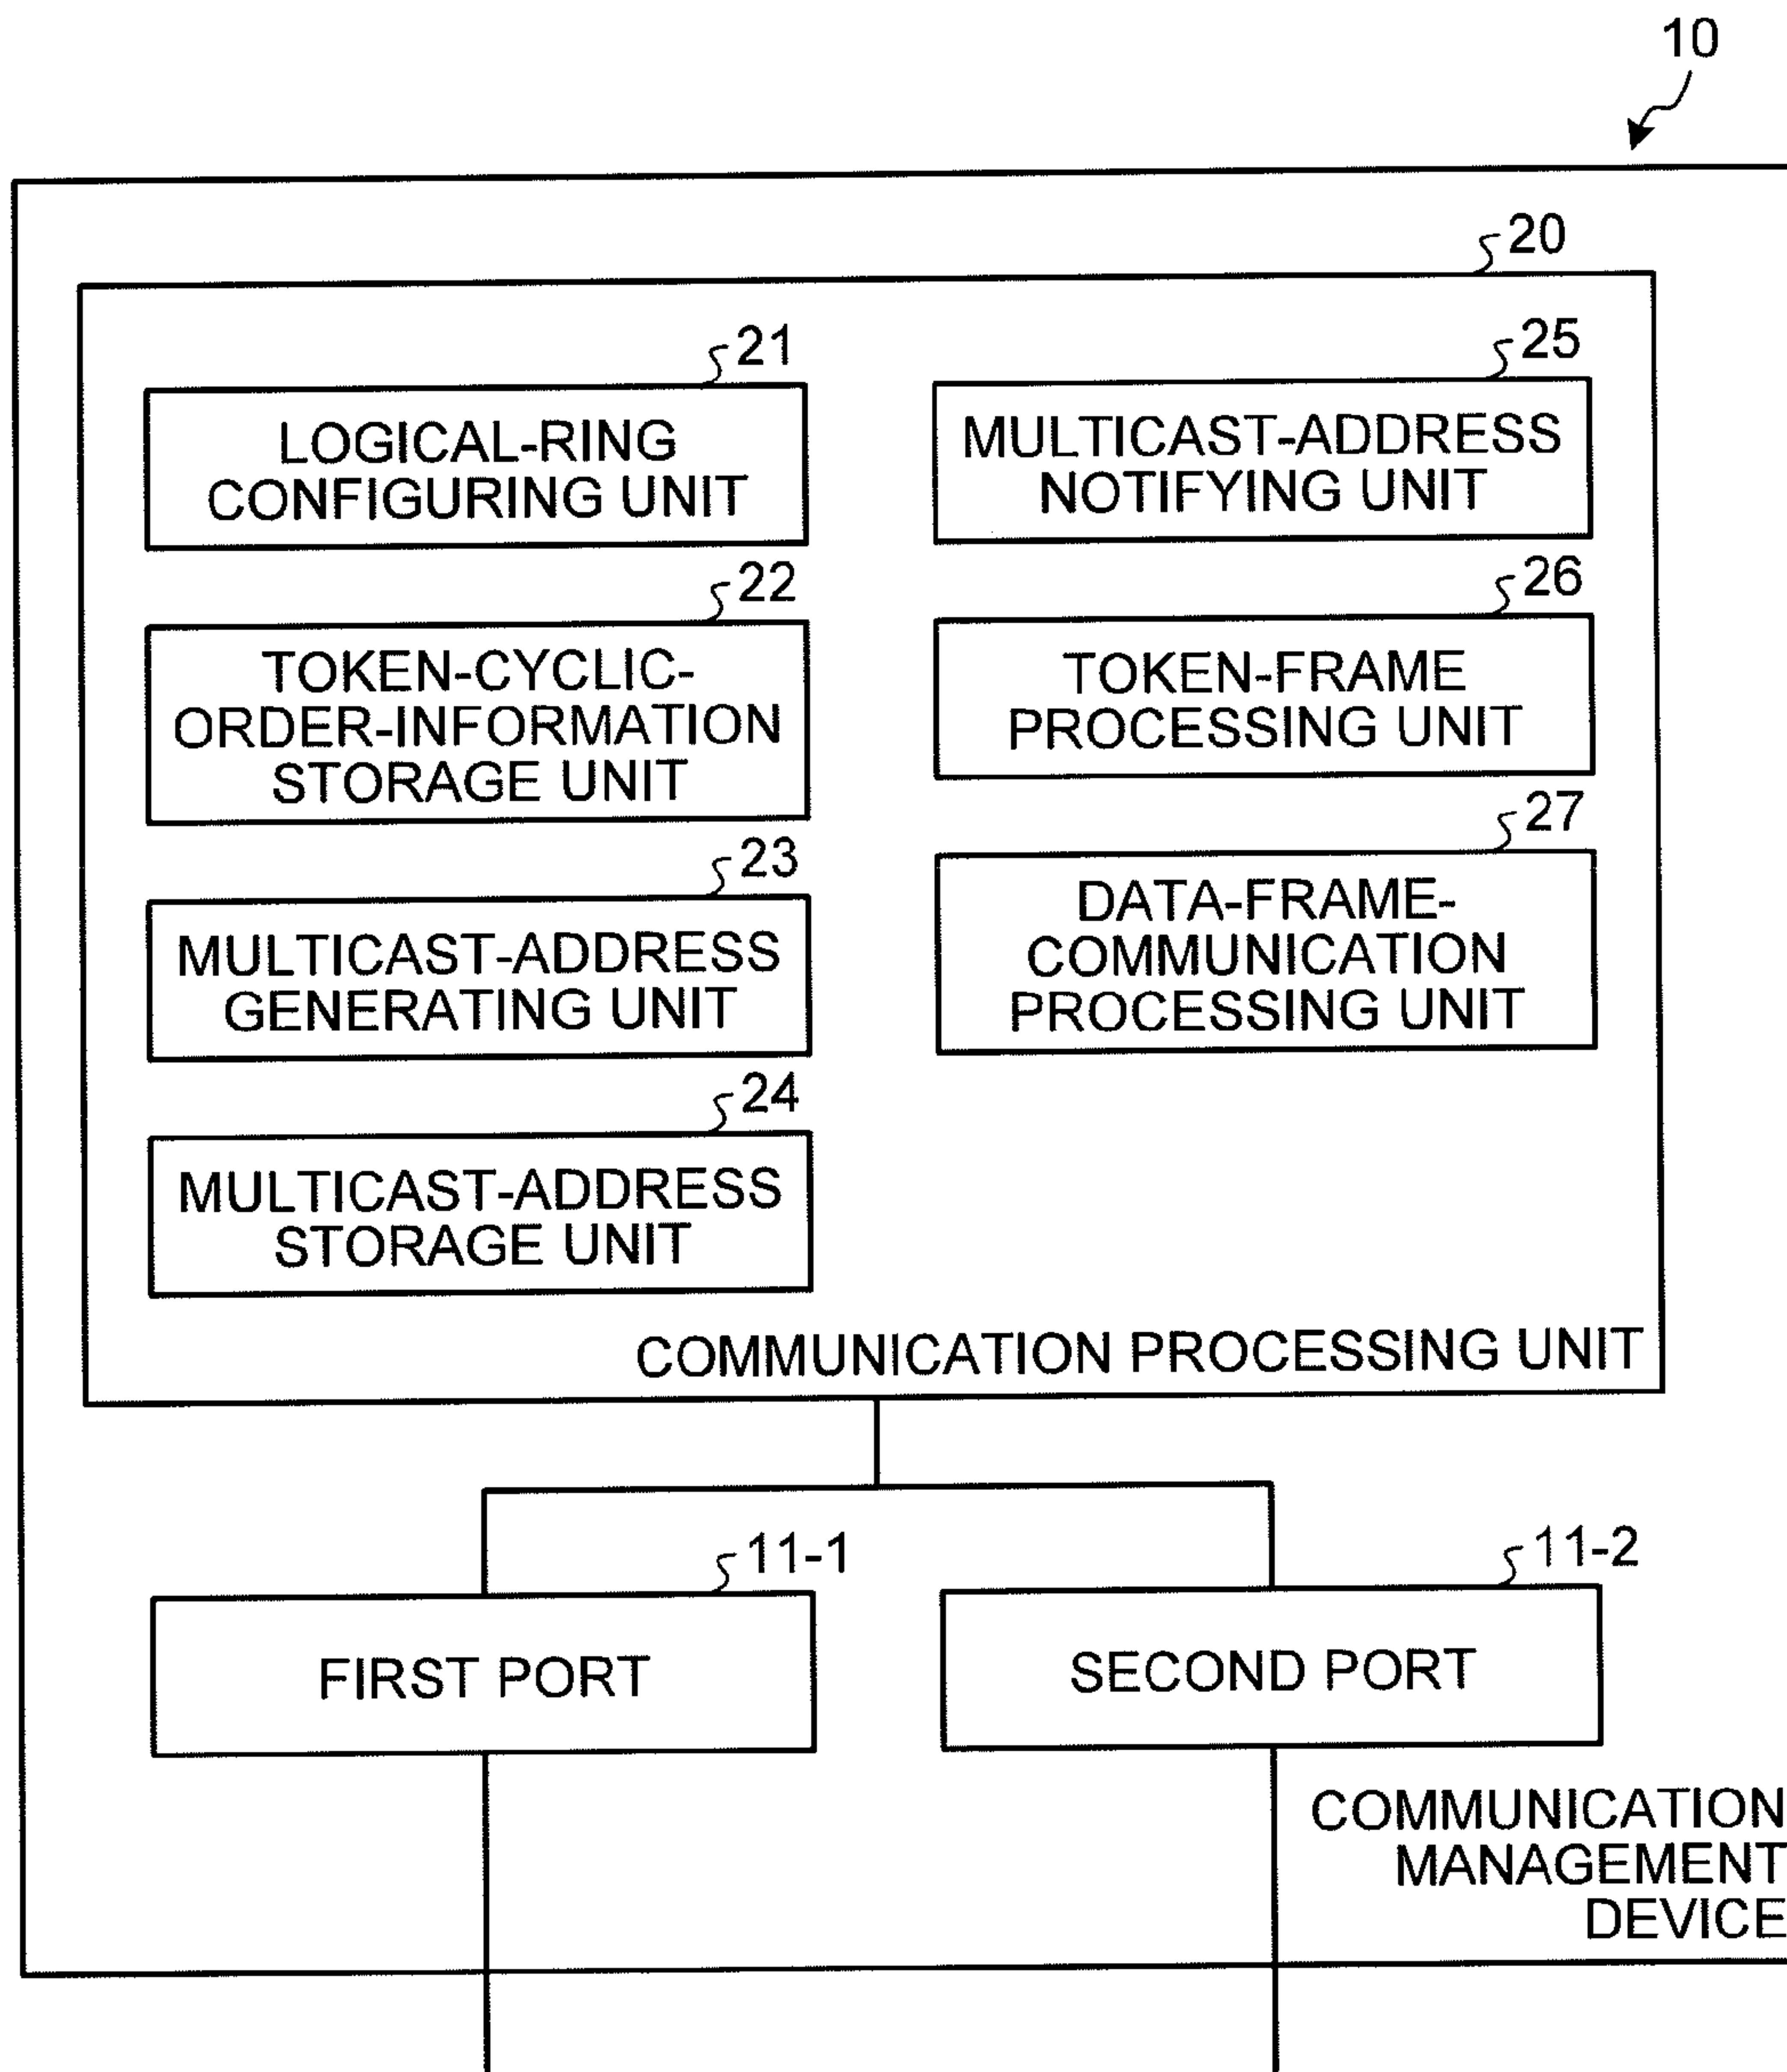 10
20
21
LOGICAL-RING
CONFIGURING UNIT
22
TOKEN-CYCLIC-
ORDER-INFORMATION
STORAGE UNIT
23
MULTICAST-ADDRESS
GENERATING UNIT
24
MULTICAST-ADDRESS
STORAGE UNIT
25
MULTICAST-ADDRESS
NOTIFYING UNIT
26
TOKEN-FRAME
PROCESSING UNIT
27
DATA-FRAME-
COMMUNICATION
PROCESSING UNIT
COMMUNICATION PROCESSING UNIT
11-1
FIRST PORT
11-2
SECOND PORT
COMMUNICATION
MANAGEMENT
DEVICE